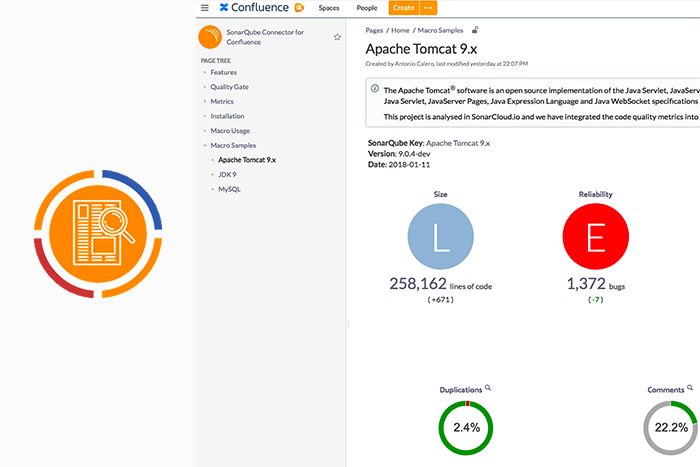 Confluence
Spaces
People
Create
SonarQube Connector for
Confluence
PAGE TREE
Features
Quality Gate
Metrics
Installation
Macro Usage
Macro Samples
Apache Tomcat 9.x
JDK 9
MySQL
Pages / Home / Macro Samples
Apache Tomcat 9.x
Created by Antonio Calero, last modified yesterday at 22:07 PM
The Apache Tomcat® software is an open source implementation of the Java Servlet, JavaServer
Java Servlet, JavaServer Pages, Java Expression Language and Java WebSocket specifications
This project is analysed in SonarCloud.io and we have integrated the code quality metrics into
SonarQube Key: Apache Tomcat 9.x
Version: 9.0.4-dev
Date: 2018-01-11
Size
L
258,162 lines of code
(+671)
Reliability
E
1,372 bugs
(-7)
Duplications
2.4%
Comments
22.2%